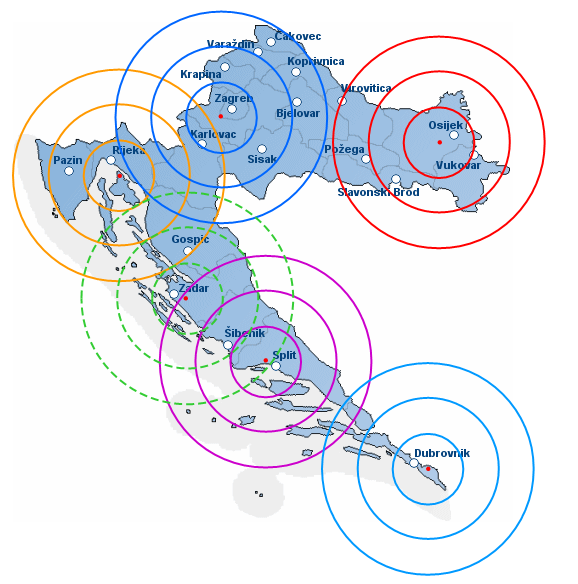 Čakovec
Varaždin
Koprivnica
Krapina
Virovitica
Zagreb
Bjelovar
Osijek
Karlovac
Rijeka
Sisak
Požega
Pazin
Vukovar
Slavonski Brod
Gospić
Zadar
Šibenik
Split
Dubrovnik